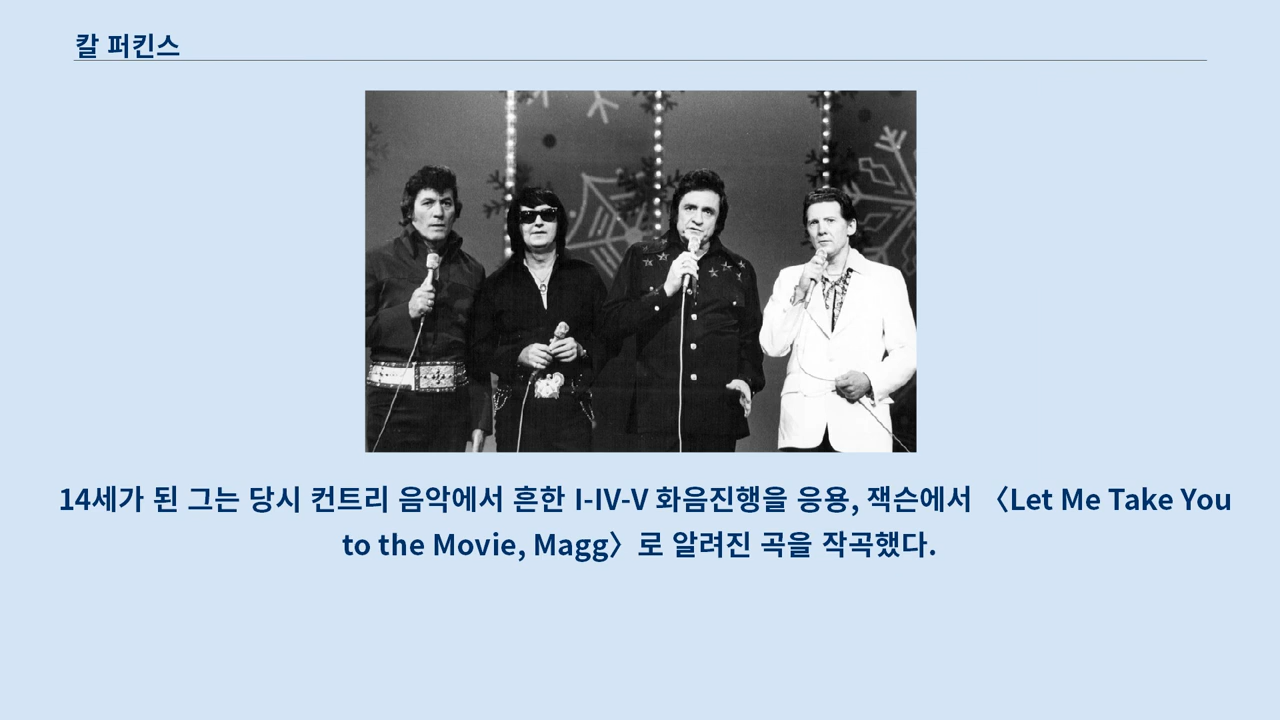 칼 퍼킨스
14세가 된 그는 당시 컨트리 음악에서 흔한 I-IV-V 화음진행을 응용, 잭슨에서 〈Let Me Take You
to the Movie, Magg〉로 알려진 곡을 작곡했다.